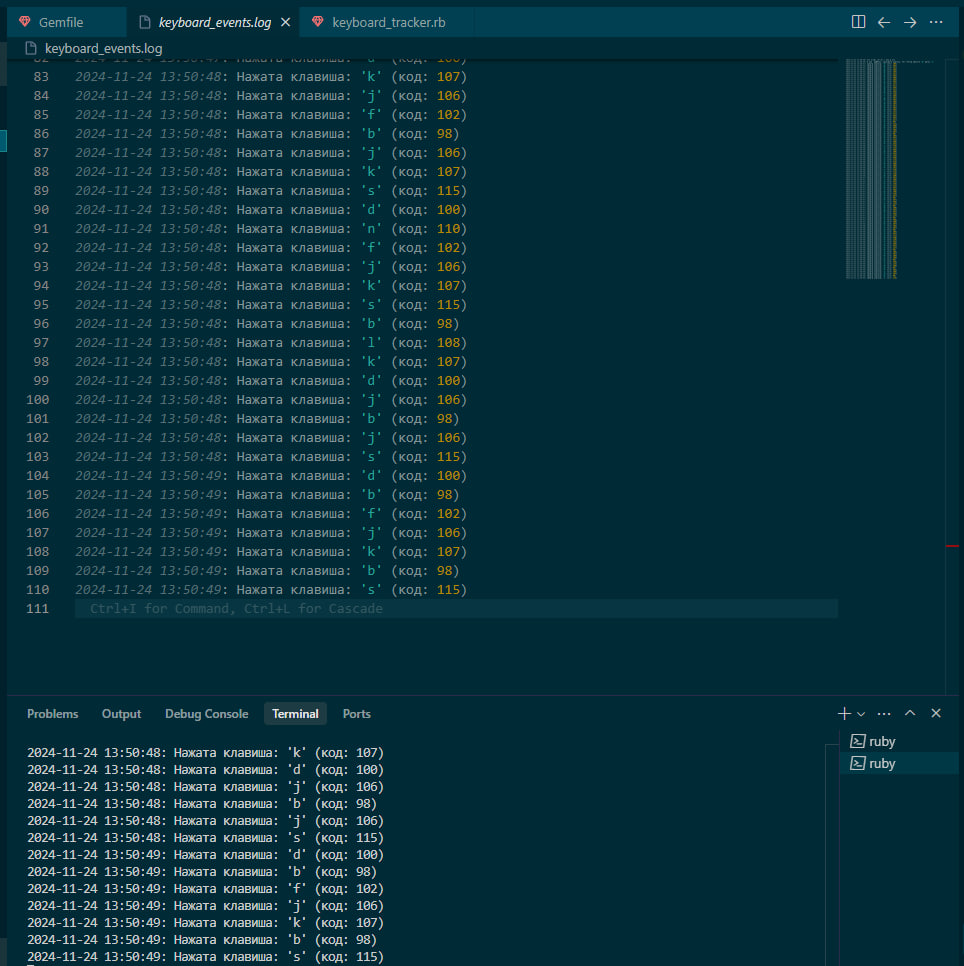 Gemfile keyboard_events.log keyboard_tracker.rb
keyboard_events.log
83 2024-11-24 13:50:48: Нажата клавиша: 'k' (код: 107)
84 2024-11-24 13:50:48: Нажата клавиша: 'j' (код: 106)
85 2024-11-24 13:50:48: Нажата клавиша: 'f' (код: 102)
86 2024-11-24 13:50:48: Нажата клавиша: 'b' (код: 98)
87 2024-11-24 13:50:48: Нажата клавиша: 'j' (код: 106)
88 2024-11-24 13:50:48: Нажата клавиша: 'k' (код: 107)
89 2024-11-24 13:50:48: Нажата клавиша: 's' (код: 115)
90 2024-11-24 13:50:48: Нажата клавиша: 'd' (код: 100)
91 2024-11-24 13:50:48: Нажата клавиша: 'n' (код: 110)
92 2024-11-24 13:50:48: Нажата клавиша: 'f' (код: 102)
93 2024-11-24 13:50:48: Нажата клавиша: 'j' (код: 106)
94 2024-11-24 13:50:48: Нажата клавиша: 'k' (код: 107)
95 2024-11-24 13:50:48: Нажата клавиша: 's' (код: 115)
96 2024-11-24 13:50:48: Нажата клавиша: 'b' (код: 98)
97 2024-11-24 13:50:48: Нажата клавиша: 'l' (код: 108)
98 2024-11-24 13:50:48: Нажата клавиша: 'k' (код: 107)
99 2024-11-24 13:50:48: Нажата клавиша: 'd' (код: 100)
100 2024-11-24 13:50:48: Нажата клавиша: 'j' (код: 106)
101 2024-11-24 13:50:48: Нажата клавиша: 'b' (код: 98)
102 2024-11-24 13:50:48: Нажата клавиша: 'j' (код: 106)
103 2024-11-24 13:50:48: Нажата клавиша: 's' (код: 115)
104 2024-11-24 13:50:49: Нажата клавиша: 'd' (код: 100)
105 2024-11-24 13:50:49: Нажата клавиша: 'b' (код: 98)
106 2024-11-24 13:50:49: Нажата клавиша: 'f' (код: 102)
107 2024-11-24 13:50:49: Нажата клавиша: 'j' (код: 106)
108 2024-11-24 13:50:49: Нажата клавиша: 'k' (код: 107)
109 2024-11-24 13:50:49: Нажата клавиша: 'b' (код: 98)
110 2024-11-24 13:50:49: Нажата клавиша: 's' (код: 115)
111 Ctrl+I for Command, Ctrl+L for Cascade
Problems Output Debug Console Terminal Ports
ruby
ruby
2024-11-24 13:50:48: Нажата клавиша: 'k' (код: 107)
2024-11-24 13:50:48: Нажата клавиша: 'd' (код: 100)
2024-11-24 13:50:48: Нажата клавиша: 'j' (код: 106)
2024-11-24 13:50:48: Нажата клавиша: 'b' (код: 98)
2024-11-24 13:50:48: Нажата клавиша: 'j' (код: 106)
2024-11-24 13:50:48: Нажата клавиша: 's' (код: 115)
2024-11-24 13:50:49: Нажата клавиша: 'd' (код: 100)
2024-11-24 13:50:49: Нажата клавиша: 'b' (код: 98)
2024-11-24 13:50:49: Нажата клавиша: 'f' (код: 102)
2024-11-24 13:50:49: Нажата клавиша: 'j' (код: 106)
2024-11-24 13:50:49: Нажата клавиша: 'k' (код: 107)
2024-11-24 13:50:49: Нажата клавиша: 'b' (код: 98)
2024-11-24 13:50:49: Нажата клавиша: 's' (код: 115)